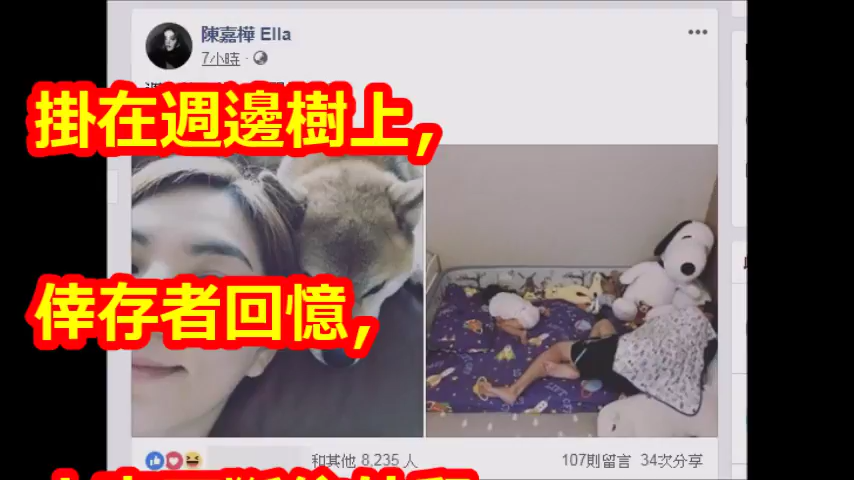 陳嘉樺 Ella
7小時
掛在週邊樹上,
倖存者回憶,
和其他 8,235 人
107則留言 34次分享